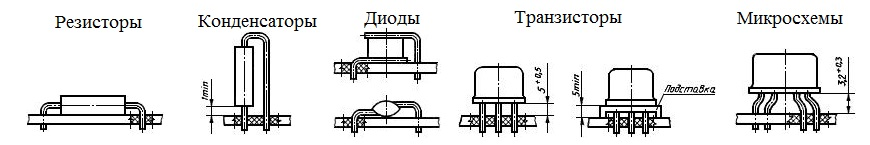 Резисторы Конденсаторы Диоды Транзисторы Микросхемы
1min
5+0,5
5min
Подставка
3,2+0,3